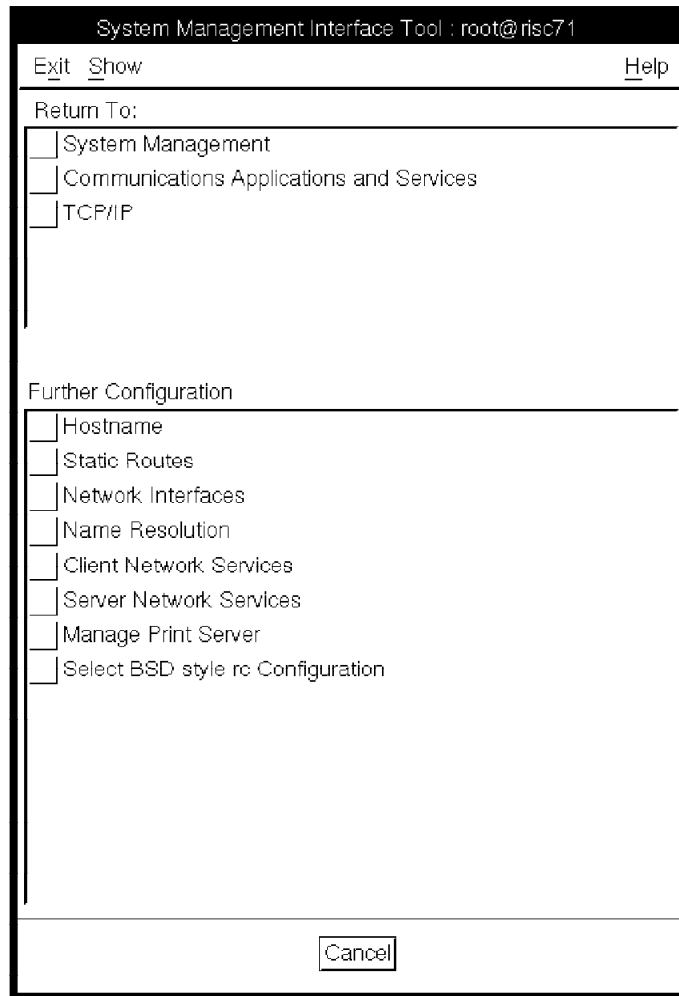 System Management Interface Tool : root@risc71
Exit Show Help
Return To:
System Management
Communications Applications and Services
TCP/IP
Further Configuration
Hostname
Static Routes
Network Interfaces
Name Resolution
Client Network Services
Server Network Services
Manage Print Server
Select BSD style rc Configuration
Cancel